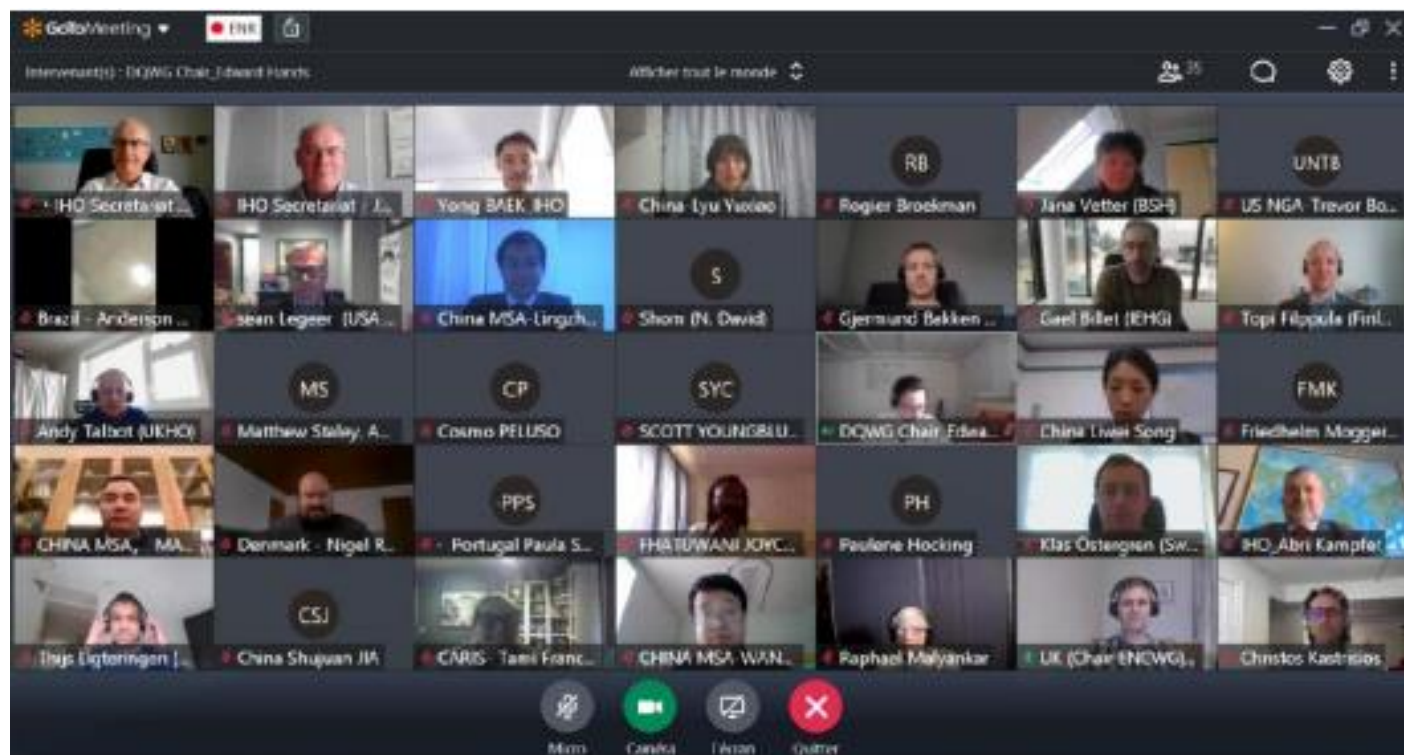 GoToMeeting
ENR
Intervenant(s) : DQWG Chair_Edward Hands
Afficher tout le monde
35
IHO Secretariat ...
IHO Secretariat - J...
Yong BAEK IHO
China-Lyu Yuxiao
RB
Rogier Broekman
Jana Vetter (BSH)
UNTB
US NGA-Trevor Bo...
Brazil - Anderson ...
sean Legeer (USA ...
China MSA-Lingzh...
S
Shom (N. David)
Gjermund Bakken ...
Gael Billet (IEHG)
Topi Filppula (Finl...
Andy Talbot (UKHO)
MS
Matthew Staley, A...
CP
Cosmo PELUSO
SYC
SCOTT YOUNGBLU...
DQWG Chair_Edwa...
China Liwei Song
FMK
Friedhelm Mogger...
CHINA MSA, MA...
Denmark - Nigel R...
PPS
- Portugal Paula S...
FHATUWANI JOYC...
PH
Paulene Hocking
Klas Östergren (Sw...
IHO_Abri Kampfer
Thijs Ligteringen (...
CSJ
China Shujuan JIA
CARIS- Tami Franc...
CHINA MSA WAN...
Raphael Malyankar
UK (Chair ENCWG)...
Christos Kastrisios
Micro
Caméra
Écran
Quitter